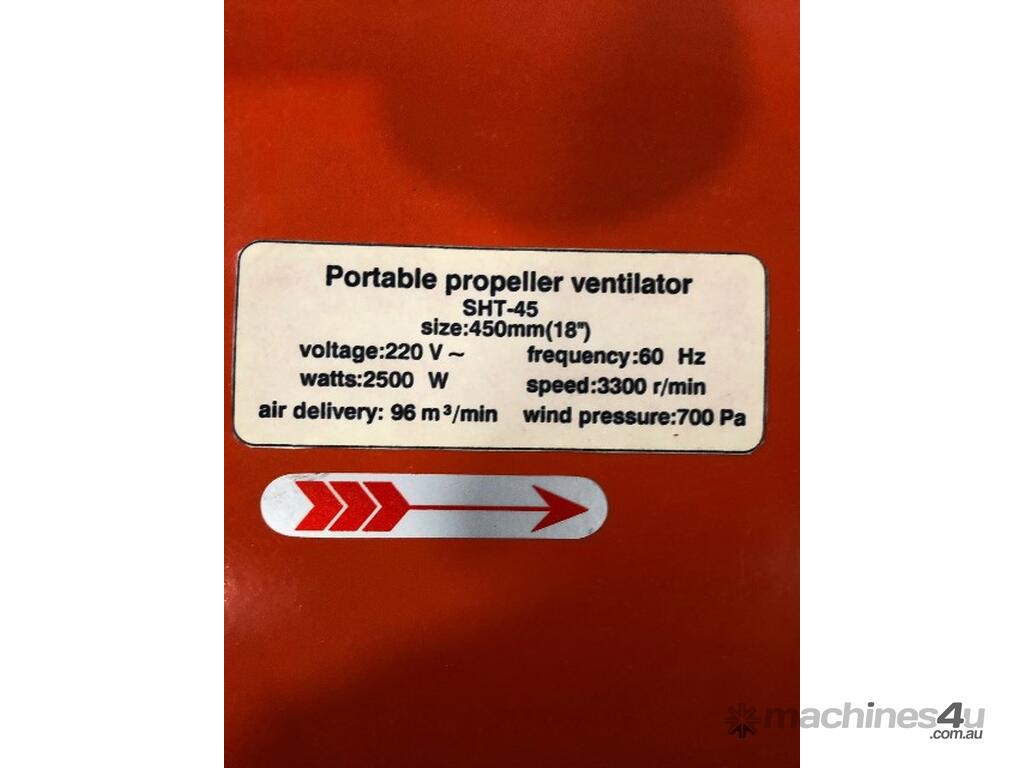 Portable propeller ventilator
SHT-45
size:450mm(18")
voltage:220 V ~ frequency:60 Hz
watts:2500 W speed:3300 r/min
air delivery: 96 m³/min wind pressure:700 Pa
machines4u
.com.au